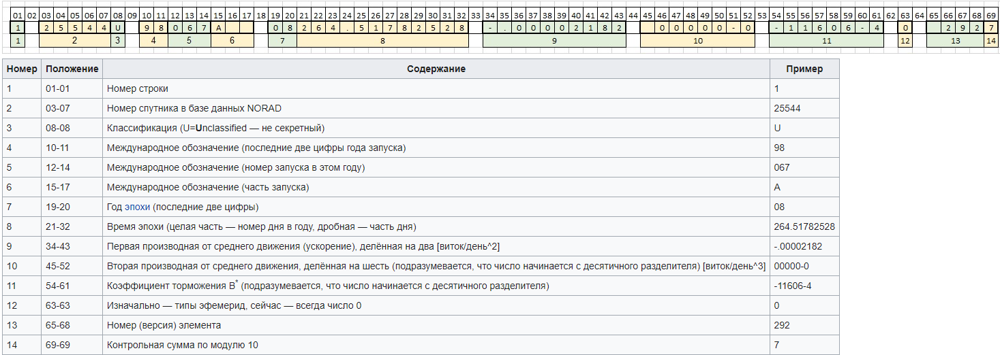 01 02 03 04 05 06 07 08 09 10 11 12 13 14 15 16 17 18 19 20 21 22 23 24 25 26 27 28 29 30 31 32 33 34 35 36 37 38 39 40 41 42 43 44 45 46 47 48 49 50 51 52 53 54 55 56 57 58 59 60 61 62 63 64 65 66 67 68 69
1 2 5 5 4 4 U 9 8 0 6 7 A 0 8 2 6 4 . 5 1 7 8 2 5 2 8 - . 0 0 0 0 2 1 8 2 0 0 0 0 0 - 0 - 1 1 6 0 6 - 4 0 2 9 2 7
1 2 3 4 5 6 7 8 9 10 11 12 13 14
Номер Положение Содержание Пример
1 01-01 Номер строки 1
2 03-07 Номер спутника в базе данных NORAD 25544
3 08-08 Классификация (U=Unclassified — не секретный) U
4 10-11 Международное обозначение (последние две цифры года запуска) 98
5 12-14 Международное обозначение (номер запуска в этом году) 067
6 15-17 Международное обозначение (часть запуска) A
7 19-20 Год эпохи (последние две цифры) 08
8 21-32 Время эпохи (целая часть — номер дня в году, дробная — часть дня) 264.51782528
9 34-43 Первая производная от среднего движения (ускорение), делённая на два [виток/день^2] -.00002182
10 45-52 Вторая производная от среднего движения, делённая на шесть (подразумевается, что число начинается с десятичного разделителя) [виток/день^3] 00000-0
11 54-61 Коэффициент торможения B* (подразумевается, что число начинается с десятичного разделителя) -11606-4
12 63-63 Изначально — типы эфемерид, сейчас — всегда число 0 0
13 65-68 Номер (версия) элемента 292
14 69-69 Контрольная сумма по модулю 10 7